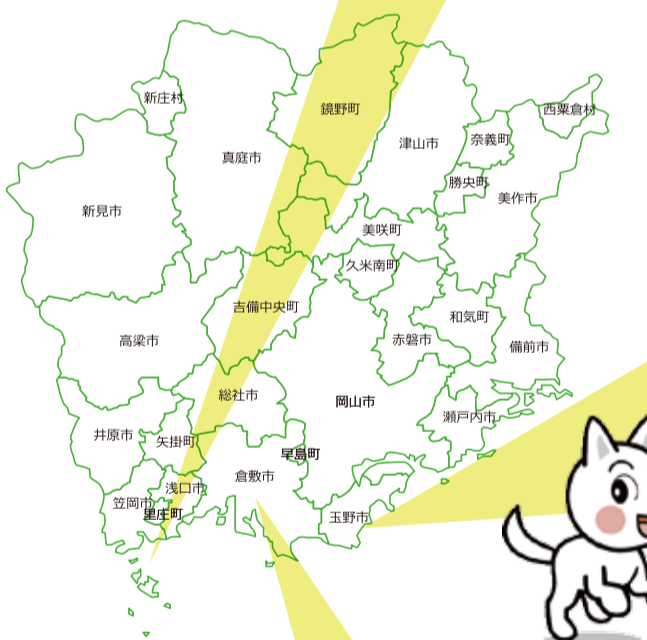 新庄村
鏡野町
西粟倉村
津山市
奈義町
真庭市
勝央町
美作市
新見市
美咲町
久米南町
吉備中央町
和気町
高梁市
赤磐市
備前市
総社市
岡山市
瀬戸内市
井原市
矢掛町
早島町
倉敷市
浅口市
笠岡市
里庄町
玉野市